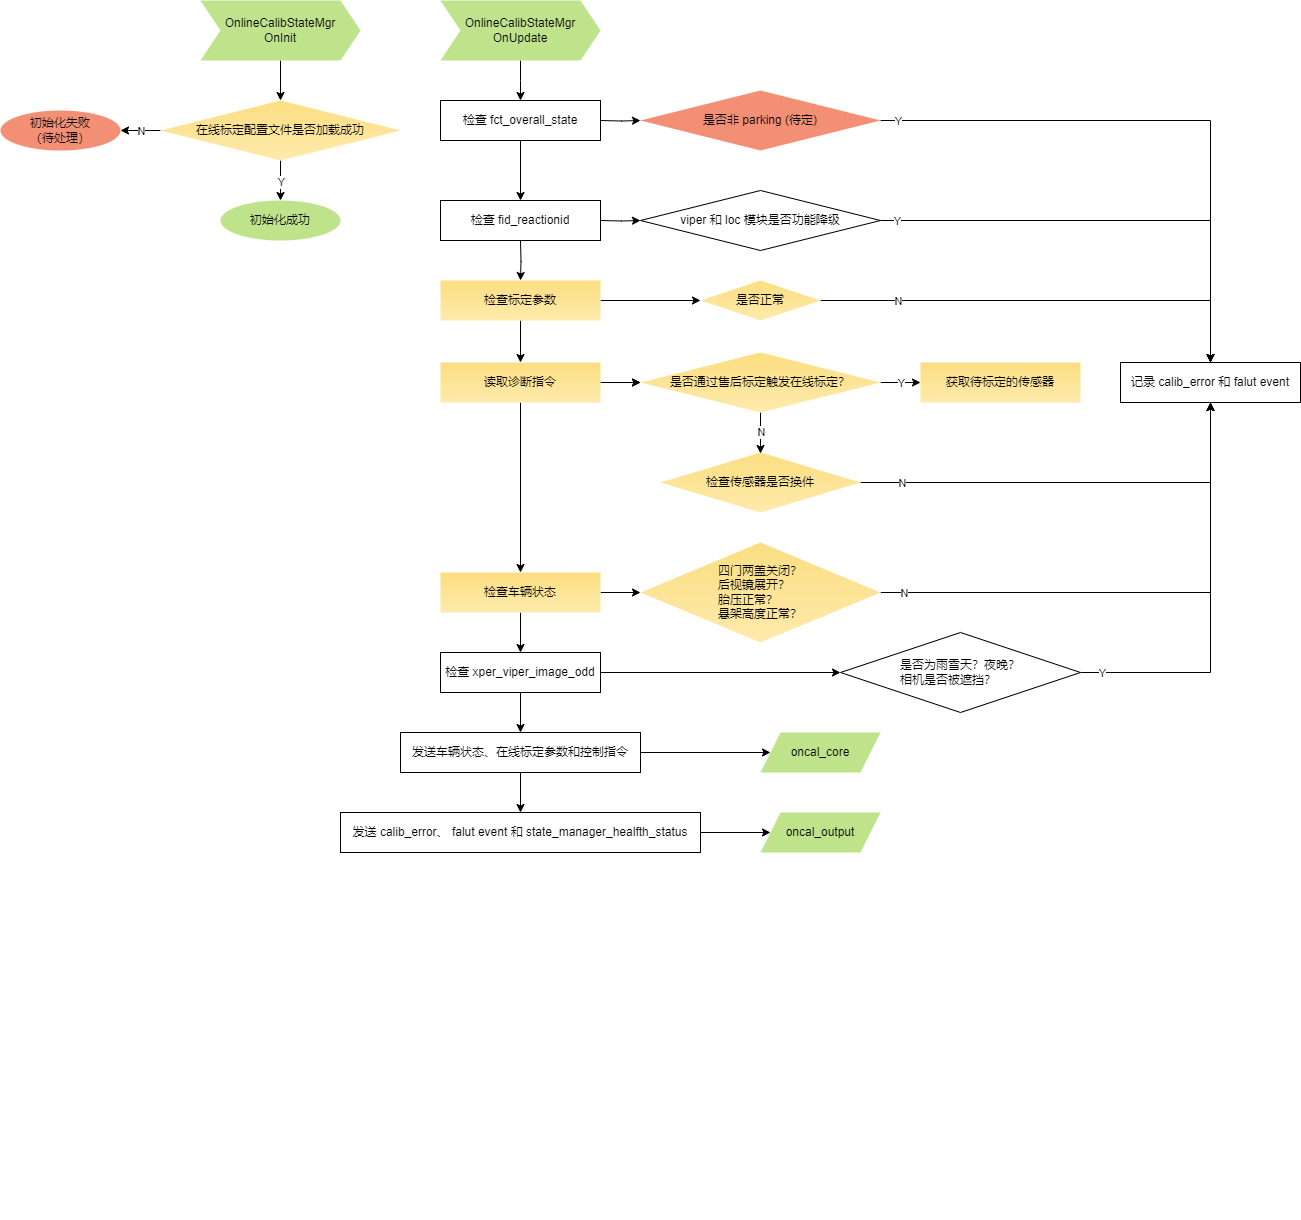 OnlineCalibStateMgr
OnInit
OnlineCalibStateMgr
OnUpdate
在线标定配置文件是否加载成功
N
初始化失败
(待处理)
Y
初始化成功
检查 fct_overall_state
是否非 parking (待定)
Y
检查 fid_reactionid
viper 和 loc 模块是否功能降级
Y
检查标定参数
是否正常
N
读取诊断指令
是否通过售后标定触发在线标定?
Y
获取待标定的传感器
记录 calib_error 和 falut event
N
检查传感器是否换件
N
检查车辆状态
四门两盖关闭?
后视镜展开?
胎压正常?
悬架高度正常?
N
检查 xper_viper_image_odd
是否为雨雪天? 夜晚?
相机是否被遮挡?
Y
发送车辆状态、在线标定参数和控制指令
oncal_core
发送 calib_error、 falut event 和 state_manager_healfth_status
oncal_output